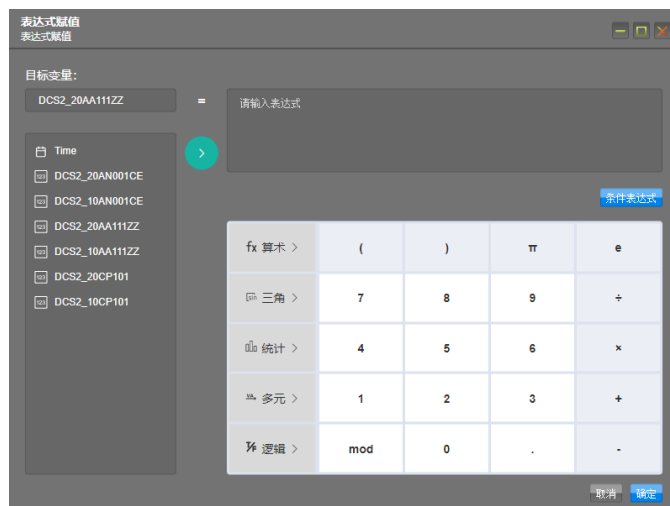 表达式赋值
表达式赋值
目标变量：
DCS2_20AA111ZZ
=
请输入表达式
Time
DCS2_20AN001CE
DCS2_10AN001CE
DCS2_20AA111ZZ
DCS2_10AA111ZZ
DCS2_20CP101
DCS2_10CP101
条件表达式
fx 算术 > ( ) π e
sin 三角 > 7 8 9 ÷
统计 > 4 5 6 ×
多元 > 1 2 3 +
T/F 逻辑 > mod 0 . -
取消 确定